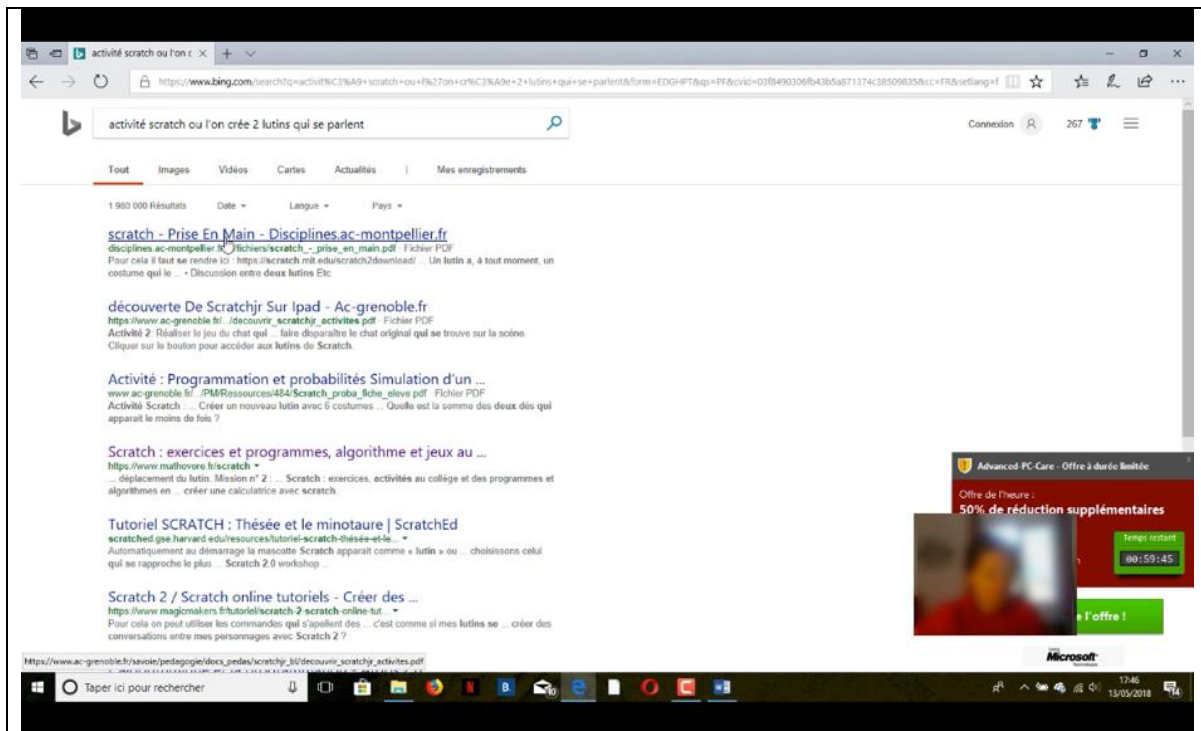 activité scratch ou l'on c
https://www.bing.com/search?q=activit%C3%A9+scratch+ou+l%27on+cr%C3%A9e+2+lutins+qui+se+parlent&form=EDGHPT&qs=PF&cvid=03f8490306fb43b5a871374c38509835&cc=FR&setlang=f
activité scratch ou l'on crée 2 lutins qui se parlent
Connexion 267
Tout Images Vidéos Cartes Actualités | Mes enregistrements
1 980 000 Résultats Date Langue Pays
scratch - Prise En Main - Disciplines.ac-montpellier.fr
disciplines.ac-montpellier.fr/fichiers/scratch_-_prise_en_main.pdf · Fichier PDF
Pour cela il faut se rendre ici : https://scratch.mit.edu/scratch2download/ ... Un lutin a, à tout moment, un
costume qui le ... • Discussion entre deux lutins Etc
découverte De Scratchjr Sur Ipad - Ac-grenoble.fr
https://www.ac-grenoble.fr/.../decouvrir_scratchjr_activites.pdf · Fichier PDF
Activité 2: Réaliser le jeu du chat qui ... faire disparaître le chat original qui se trouve sur la scène.
Cliquer sur le bouton pour accéder aux lutins de Scratch.
Activité : Programmation et probabilités Simulation d'un ...
www.ac-grenoble.fr/.../PM/Ressources/484/Scratch_proba_fiche_eleve.pdf · Fichier PDF
Activité Scratch : ... Créer un nouveau lutin avec 6 costumes ... Quelle est la somme des deux dés qui
apparait le moins de fois ?
Scratch : exercices et programmes, algorithme et jeux au ...
https://www.mathovore.fr/scratch
... déplacement du lutin. Mission n° 2 : ... Scratch : exercices, activités au collège et des programmes et
algorithmes en ... créer une calculatrice avec scratch.
Tutoriel SCRATCH : Thésée et le minotaure | ScratchEd
scratched.gse.harvard.edu/resources/tutoriel-scratch-thésée-et-le...
Automatiquement au démarrage la mascotte Scratch apparait comme « lutin » ou ... choisissons celui
qui se rapproche le plus ... Scratch 2.0 workshop ...
Scratch 2 / Scratch online tutoriels - Créer des ...
https://www.magicmakers.fr/tutoriel/scratch-2-scratch-online-tut...
Pour cela on peut utiliser les commandes qui s'apellent des ... c'est comme si mes lutins se ... créer des
conversations entre mes personnages avec Scratch 2 ?
https://www.ac-grenoble.fr/savoie/pedagogie/docs_pedas/scratchjr_bl/decouvrir_scratchjr_activites.pdf
Advanced-PC-Care - Offre à durée limitée
Offre de l'heure :
50% de réduction supplémentaires
Temps restant
00:59:45
e l'offre !
Microsoft
Taper ici pour rechercher
17:46
13/05/2018